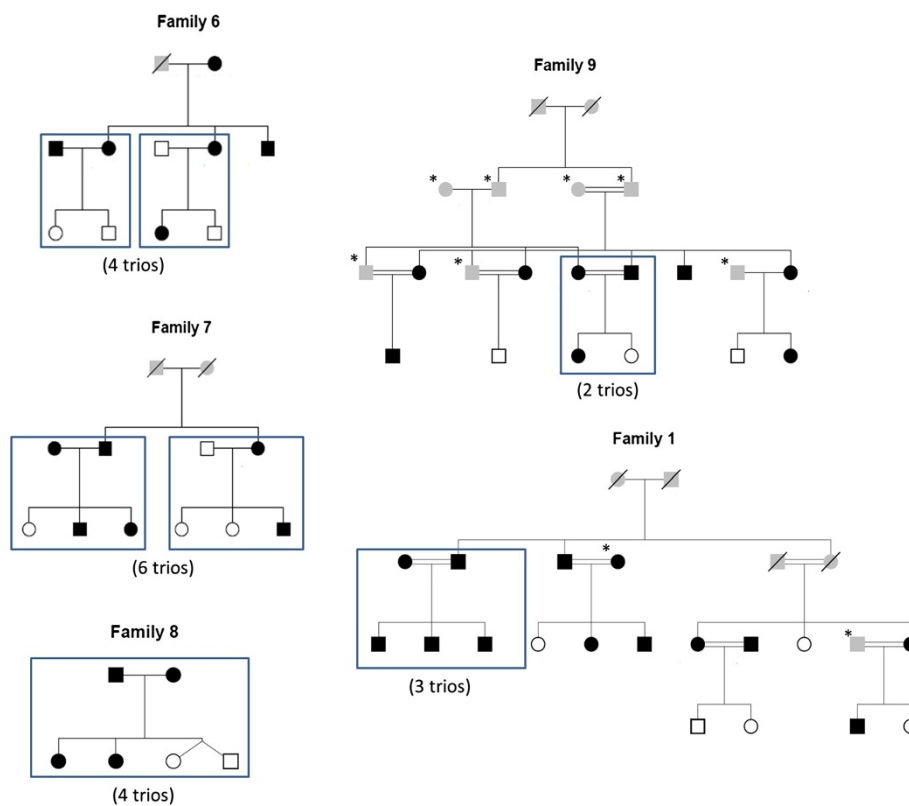 Family 6
(4 trios)
Family 7
(6 trios)
Family 8
(4 trios)
Family 9
* * * *
* * *
(2 trios)
Family 1
*
(3 trios)
*